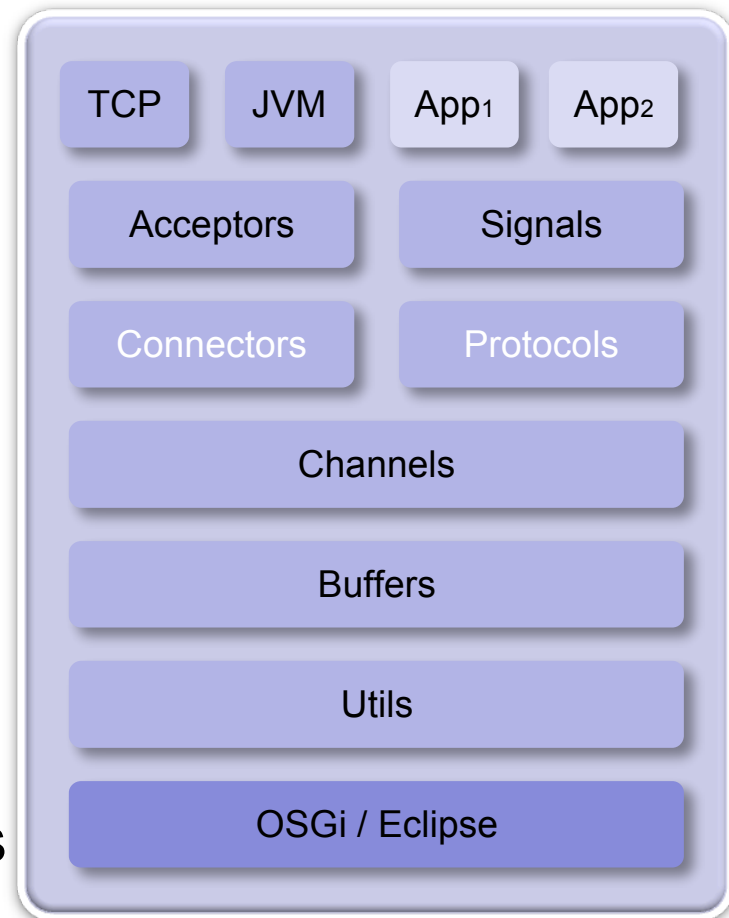 TCP JVM App1 App2
Acceptors Signals
Connectors Protocols
Channels
Buffers
Utils
OSGi / Eclipse
s